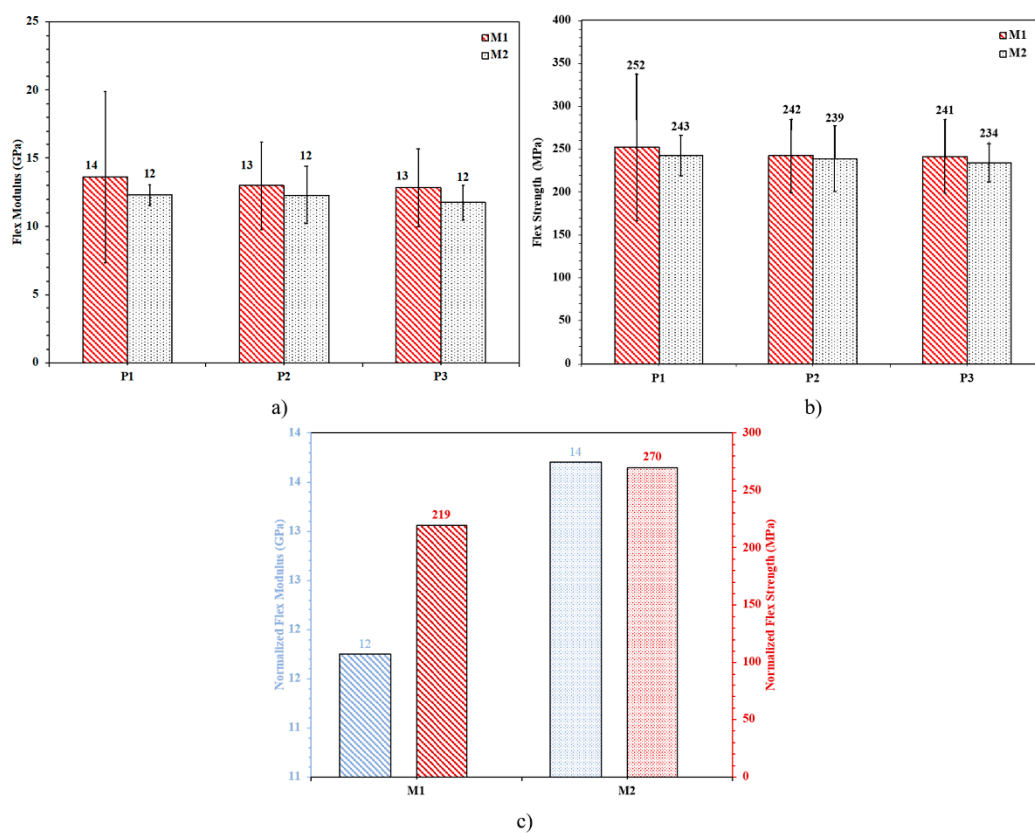 25
20
15
10
5
0
Flex Modulus (GPa)
M1
M2
14
12
13
12
13
12
P1
P2
P3
a)
400
350
300
250
200
150
100
50
0
Flex Strength (MPa)
M1
M2
252
243
242
239
241
234
P1
P2
P3
b)
14
14
13
13
12
12
11
11
Normalized Flex Modulus (GPa)
12
219
14
270
M1
M2
300
250
200
150
100
50
0
Normalized Flex Strength (MPa)
c)